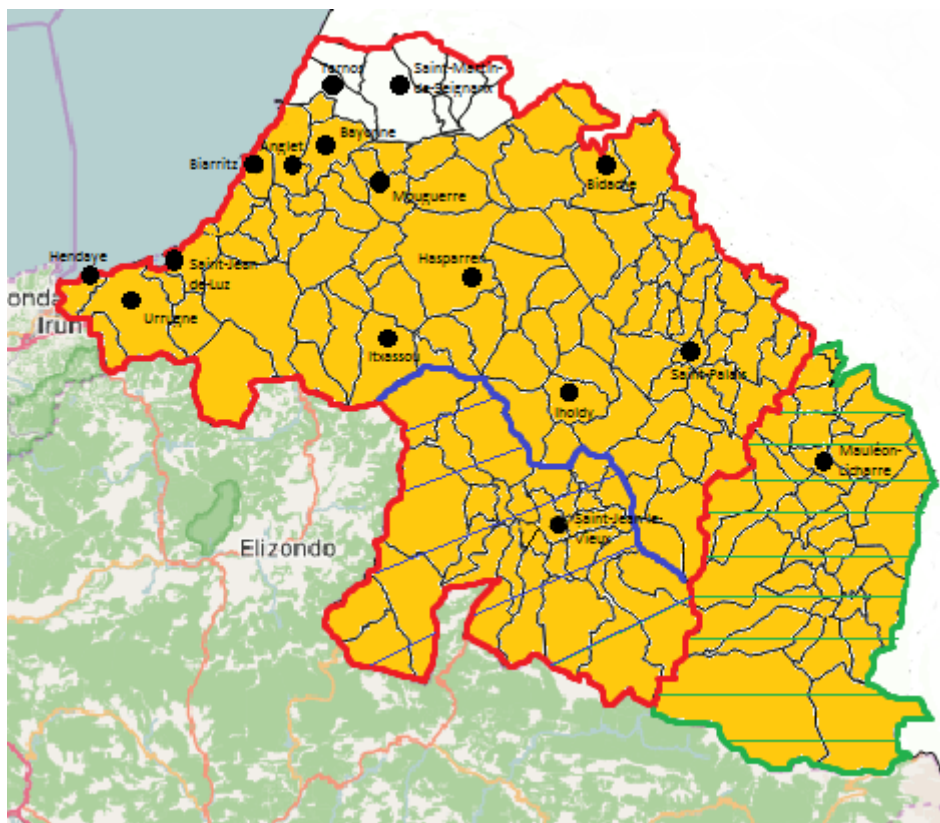 Tarnos
Saint-Martin-
de-Seignanx
Bayonne
Anglet
Biarritz
Mouguerre
Bidache
Hendaye
Saint-Jean
de-Luz
Hasparren
Irun
Urrugne
Itxassou
Saint-Palais
Iholdy
Mauléon-
Licharre
Saint-Jean-le-
Vieux
Elizondo